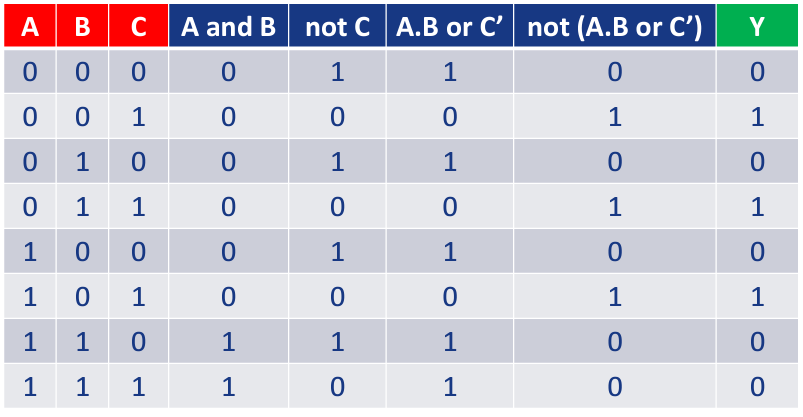 A B C A and B not C A.B or C’ not (A.B or C’) Y
0 0 0 0 1 1 0 0
0 0 1 0 0 0 1 1
0 1 0 0 1 1 0 0
0 1 1 0 0 0 1 1
1 0 0 0 1 1 0 0
1 0 1 0 0 0 1 1
1 1 0 1 1 1 0 0
1 1 1 1 0 1 0 0